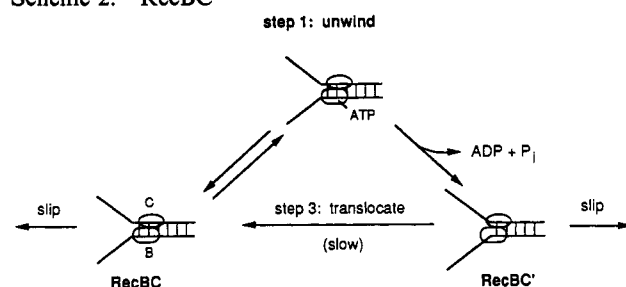 Scheme 2: RecBC
step 1: unwind
ATP
ADP + Pi
slip
C
B
RecBC
step 3: translocate
(slow)
RecBC'
slip